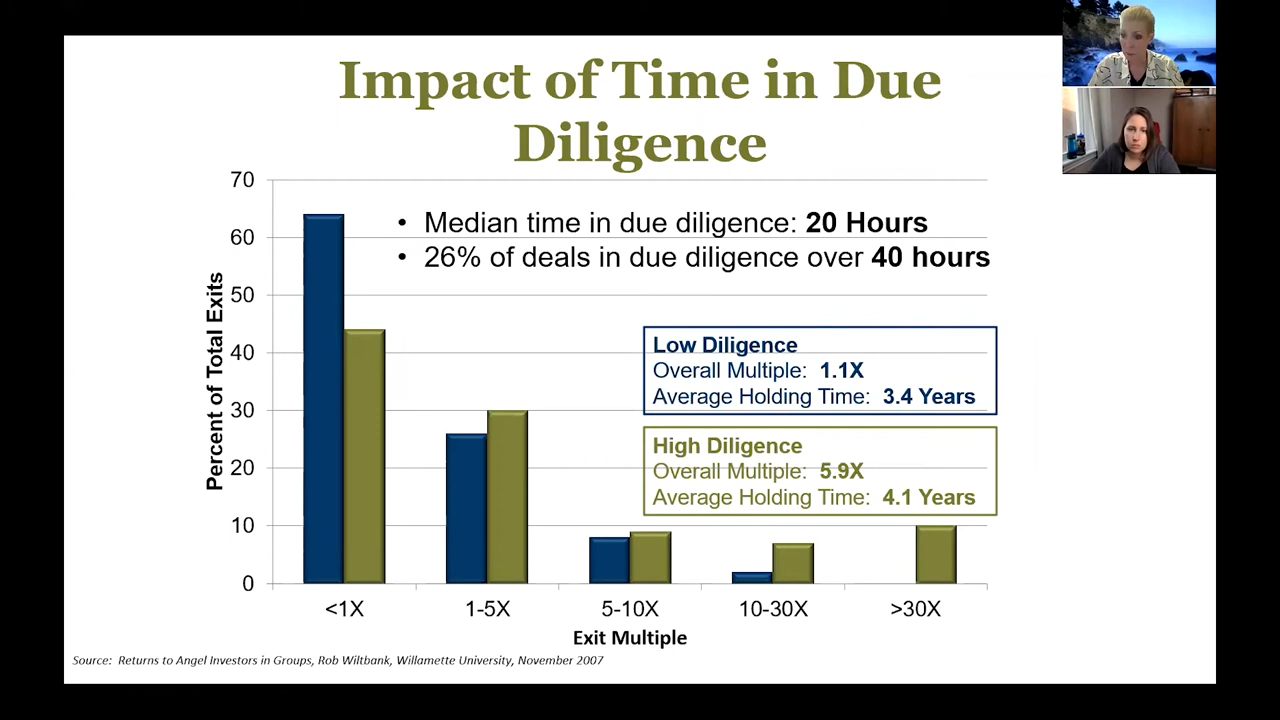 Impact of Time in Due
Diligence
• Median time in due diligence: 20 Hours
• 26% of deals in due diligence over 40 hours
Percent of Total Exits
70
60
50
40
30
20
10
0
Low Diligence
Overall Multiple: 1.1X
Average Holding Time: 3.4 Years
High Diligence
Overall Multiple: 5.9X
Average Holding Time: 4.1 Years
<1X 1-5X 5-10X 10-30X >30X
Exit Multiple
Source: Returns to Angel Investors in Groups, Rob Wiltbank, Willamette University, November 2007